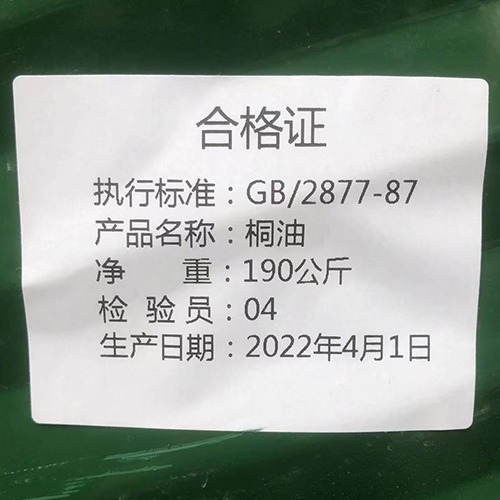 合格证
执行标准：GB/2877-87
产品名称：桐油
净　　重：190公斤
检 验 员：04
生产日期：2022年4月1日